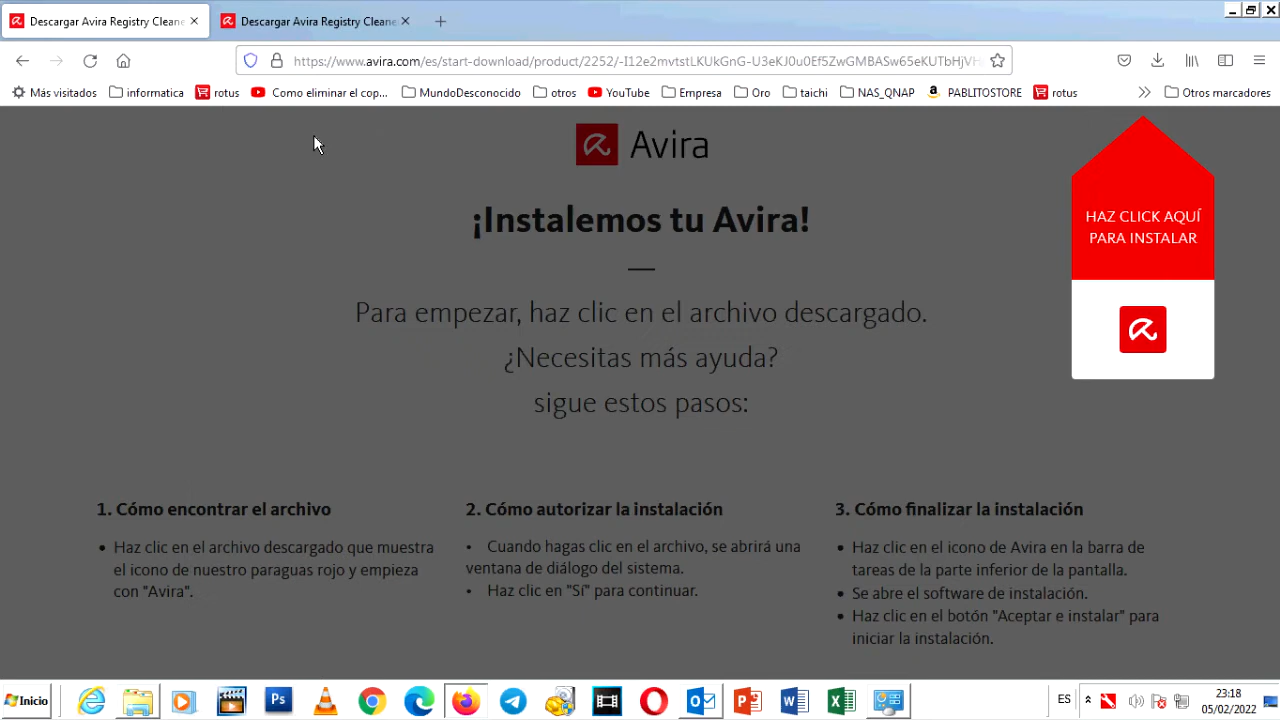 Descargar Avira Registry Cleane
Descargar Avira Registry Cleane
https://www.avira.com/es/start-download/product/2252/-I12e2mvtstLKUkGnG-U3eKJ0u0Ef5ZwGMBASw65eKUTbHjVH
Más visitados
informatica
rotus
Como eliminar el cop...
MundoDesconocido
otros
YouTube
Empresa
Oro
taichi
NAS_QNAP
PABLITOSTORE
rotus
Otros marcadores
Avira
¡Instalemos tu Avira!
Para empezar, haz clic en el archivo descargado.
¿Necesitas más ayuda?
sigue estos pasos:
HAZ CLICK AQUÍ
PARA INSTALAR
1. Cómo encontrar el archivo
• Haz clic en el archivo descargado que muestra
el icono de nuestro paraguas rojo y empieza
con "Avira".
2. Cómo autorizar la instalación
• Cuando hagas clic en el archivo, se abrirá una
ventana de diálogo del sistema.
• Haz clic en "Sí" para continuar.
3. Cómo finalizar la instalación
• Haz clic en el icono de Avira en la barra de
tareas de la parte inferior de la pantalla.
• Se abre el software de instalación.
• Haz clic en el botón "Aceptar e instalar" para
iniciar la instalación.
Inicio
Ps
ES
23:18
05/02/2022